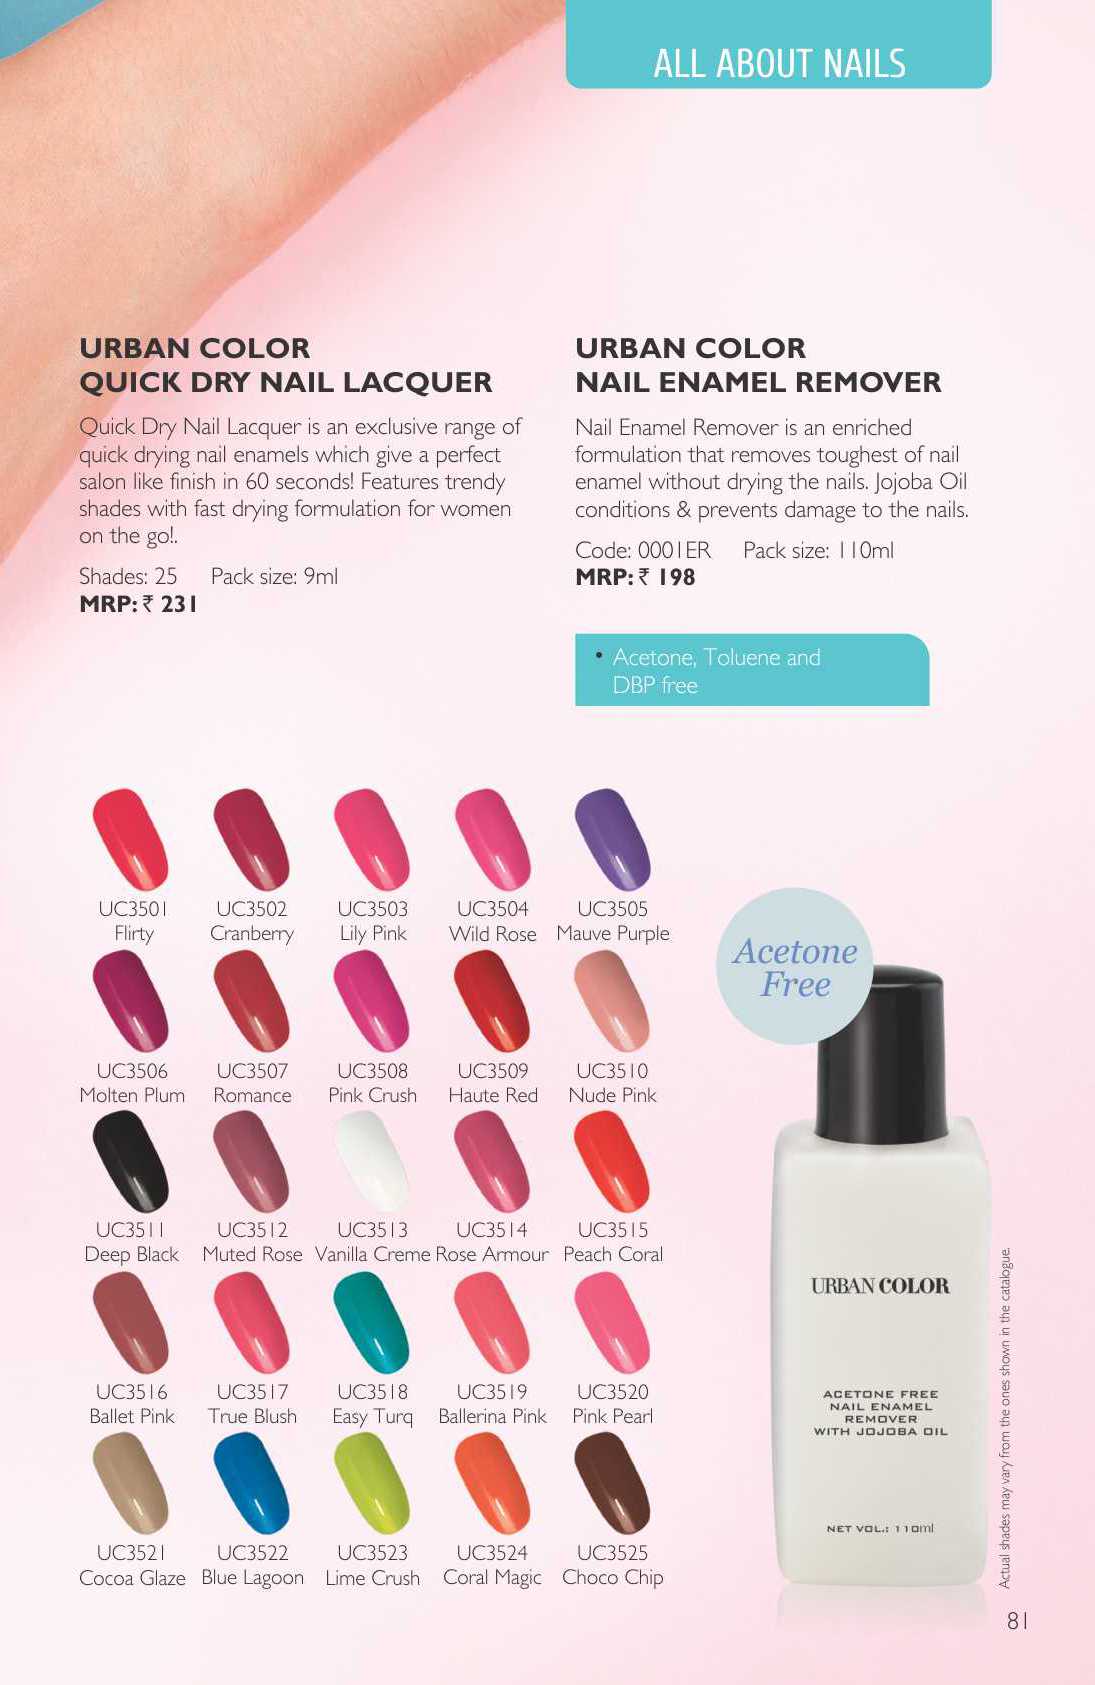 ALL ABOUT NAILS
URBAN COLOR
QUICK DRY NAIL LACQUER
Quick Dry Nail Lacquer is an exclusive range of
quick drying nail enamels which give a perfect
salon like finish in 60 seconds! Features trendy
shades with fast drying formulation for women
on the go!.
Shades: 25 Pack size: 9ml
MRP: ₹ 231
URBAN COLOR
NAIL ENAMEL REMOVER
Nail Enamel Remover is an enriched
formulation that removes toughest of nail
enamel without drying the nails. Jojoba Oil
conditions & prevents damage to the nails.
Code: 0001ER Pack size: 110ml
MRP: ₹ 198
• Acetone, Toluene and
DBP free
UC3501 UC3502 UC3503 UC3504 UC3505
Flirty Cranberry Lily Pink Wild Rose Mauve Purple
UC3506 UC3507 UC3508 UC3509 UC3510
Molten Plum Romance Pink Crush Haute Red Nude Pink
UC3511 UC3512 UC3513 UC3514 UC3515
Deep Black Muted Rose Vanilla Creme Rose Armour Peach Coral
UC3516 UC3517 UC3518 UC3519 UC3520
Ballet Pink True Blush Easy Turq Ballerina Pink Pink Pearl
UC3521 UC3522 UC3523 UC3524 UC3525
Cocoa Glaze Blue Lagoon Lime Crush Coral Magic Choco Chip
Acetone
Free
URBAN COLOR
ACETONE FREE
NAIL ENAMEL
REMOVER
WITH JOJOBA OIL
NET VOL.: 110ml
Actual shades may vary from the ones shown in the catalogue.
81